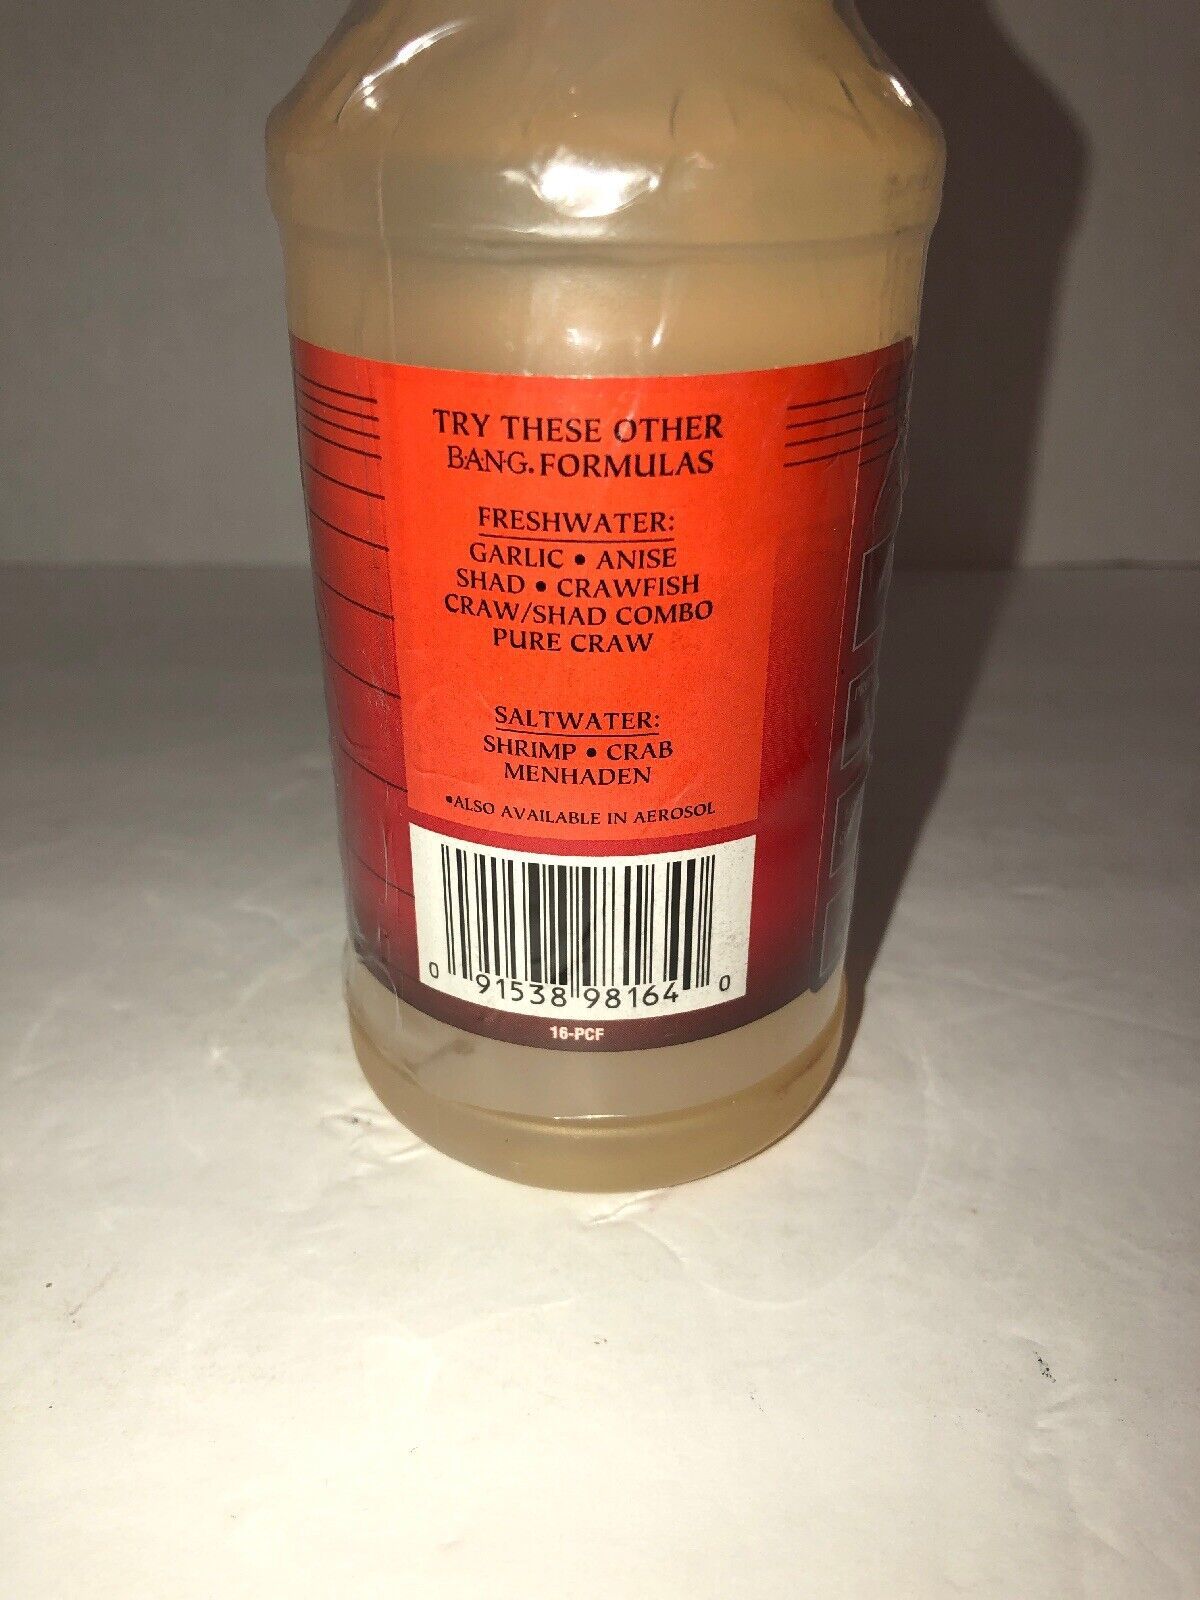 TRY THESE OTHER
B·A·N·G. FORMULAS
FRESHWATER:
GARLIC • ANISE
SHAD • CRAWFISH
CRAW/SHAD COMBO
PURE CRAW
SALTWATER:
SHRIMP • CRAB
MENHADEN
•ALSO AVAILABLE IN AEROSOL
0 91538 98164 0
16-PCF